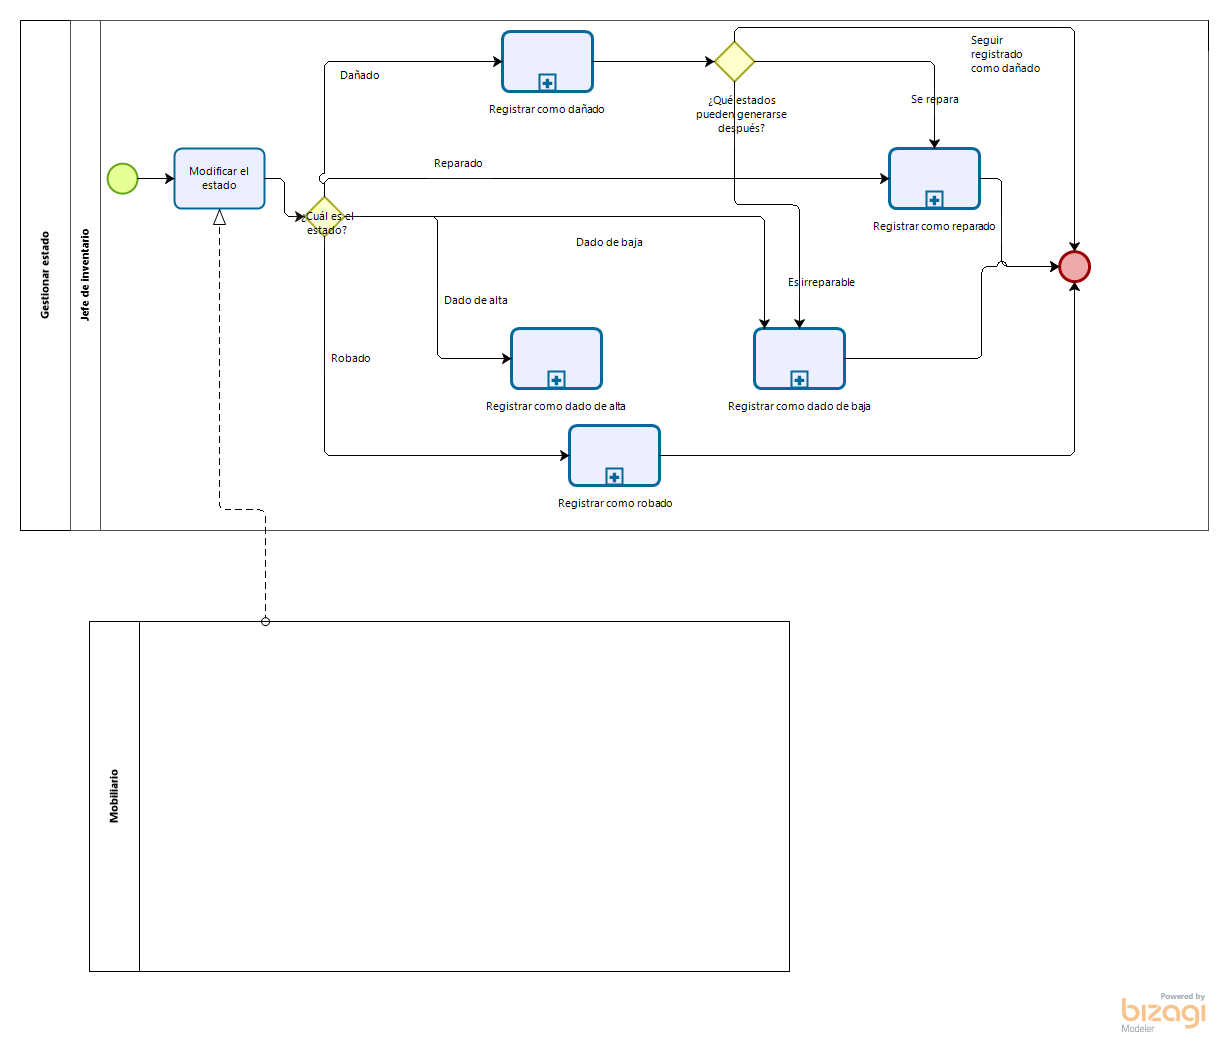 Gestionar estado
Jefe de inventario
Modificar el
estado
¿Cuál es el
estado?
Dañado
Registrar como dañado
¿Qué estados
pueden generarse
después?
Seguir
registrado
como dañado
Se repara
Reparado
Registrar como reparado
Dado de baja
Es irreparable
Dado de alta
Robado
Registrar como dado de alta
Registrar como dado de baja
Registrar como robado
Mobiliario
Powered by
bizagi
Modeler